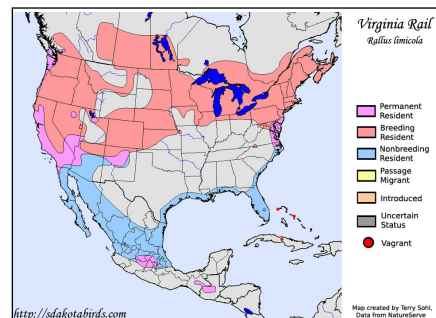 Virginia Rail
Rallus limicola
Permanent
Resident
Breeding
Resident
Nonbreeding
Resident
Passage
Migrant
Introduced
Uncertain
Status
Vagrant
http://sdakotabirds.com
Map created by Terry Sohl,
Data from NatureServe